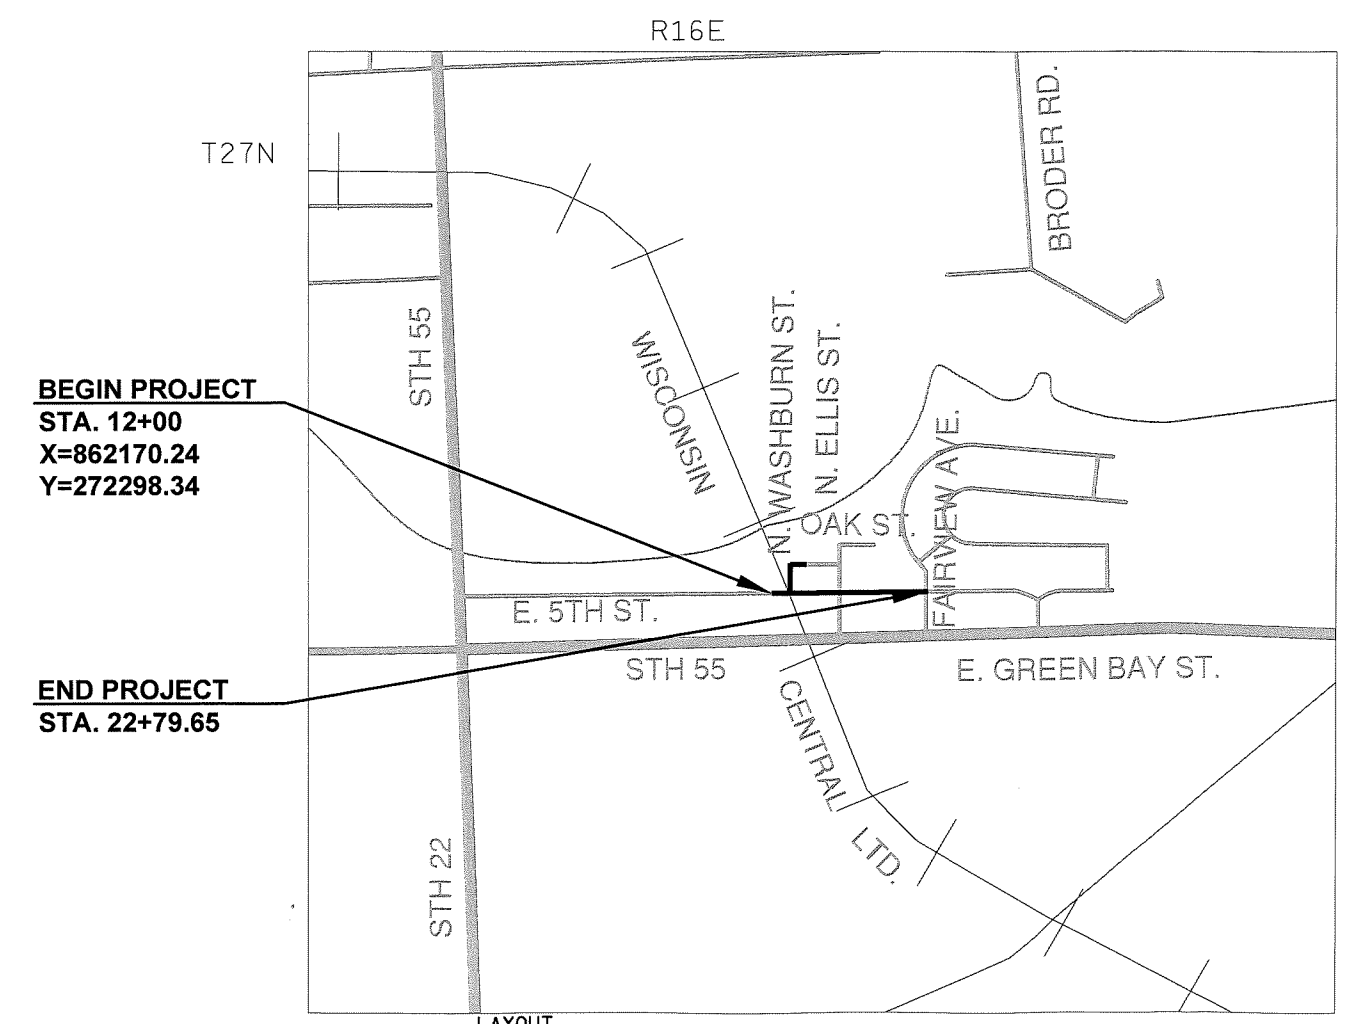 R16E
T27N
BRODER RD.
STH 55
WISCONSIN
N. WASHBURN ST.
N. ELLIS ST.
BEGIN PROJECT
STA. 12+00
X=862170.24
Y=272298.34
FAIRVIEW AVE.
OAK ST.
E. 5TH ST.
STH 55
E. GREEN BAY ST.
END PROJECT
STA. 22+79.65
CENTRAL
LTD.
STH 22
LAYOUT